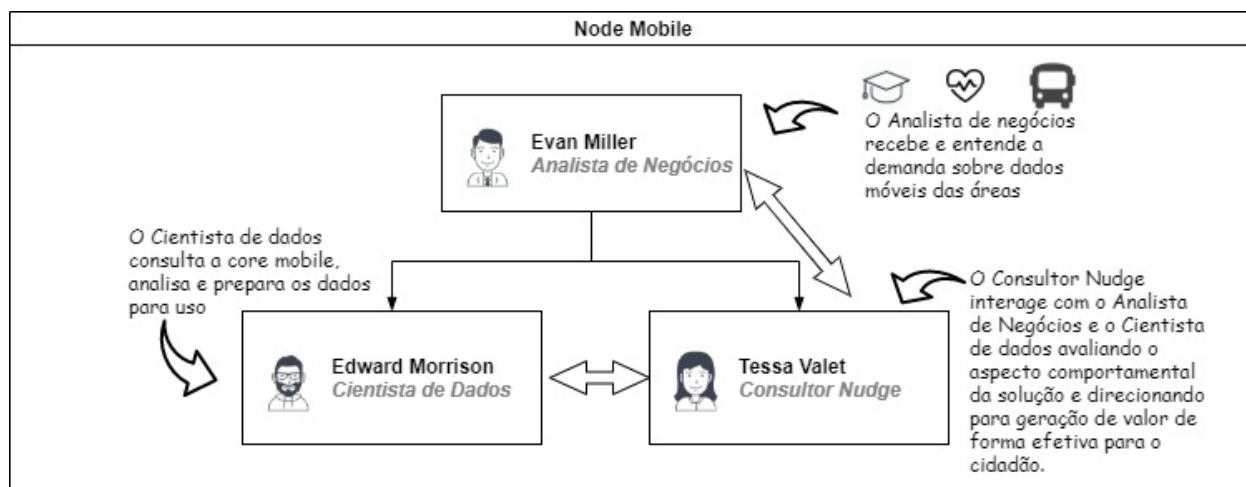 Node Mobile
Evan Miller
Analista de Negócios
O Analista de negócios
recebe e entende a
demanda sobre dados
móveis das áreas
O Cientista de dados
consulta a core mobile,
analisa e prepara os dados
para uso
Edward Morrison
Cientista de Dados
Tessa Valet
Consultor Nudge
O Consultor Nudge
interage com o Analista
de Negócios e o Cientista
de dados avaliando o
aspecto comportamental
da solução e direcionando
para geração de valor de
forma efetiva para o
cidadão.